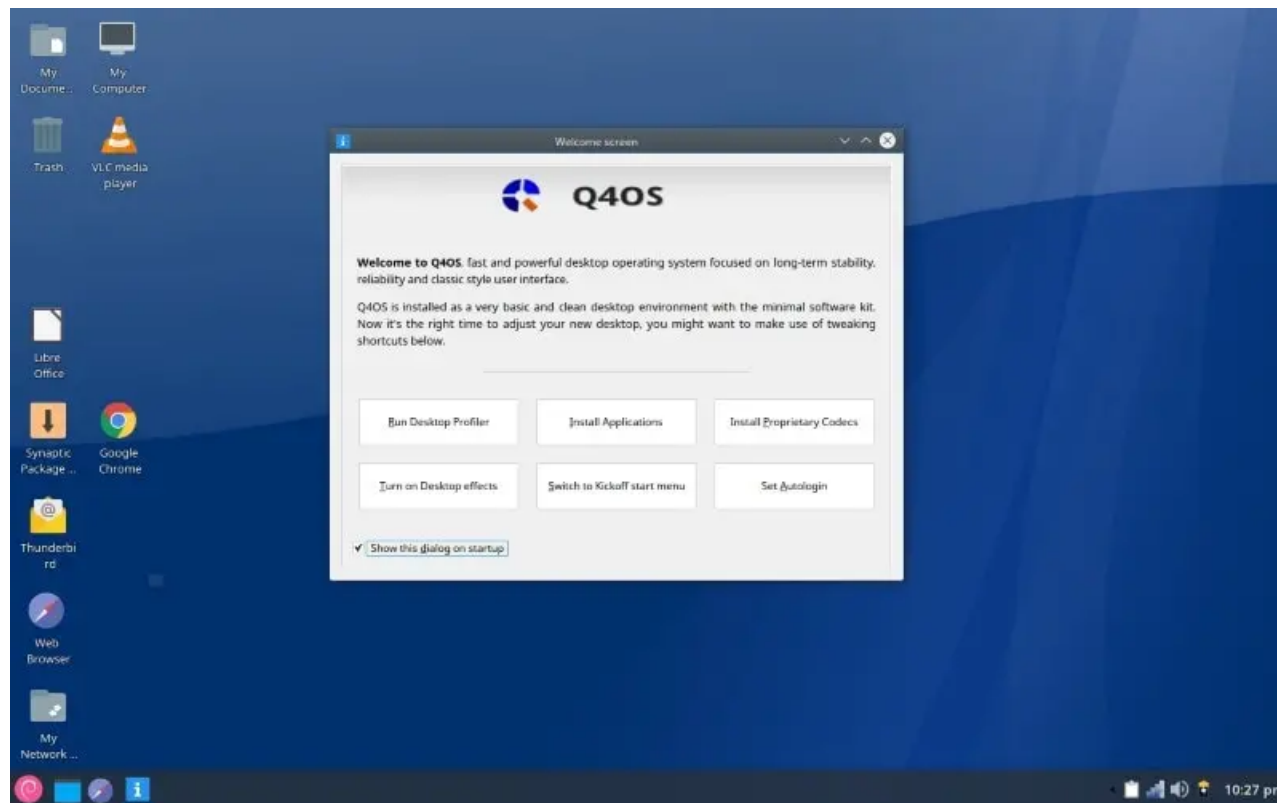 My
Docume...
My
Computer
Trash
VLC media
player
Libre
Office
Synaptic
Package ...
Google
Chrome
Thunderbi
rd
Web
Browser
My
Network ...
Welcome screen
Q4OS
Welcome to Q4OS, fast and powerful desktop operating system focused on long-term stability,
reliability and classic style user interface.
Q4OS is installed as a very basic and clean desktop environment with the minimal software kit.
Now it's the right time to adjust your new desktop, you might want to make use of tweaking
shortcuts below.
Run Desktop Profiler
Install Applications
Install Proprietary Codecs
Turn on Desktop effects
Switch to Kickoff start menu
Set Autologin
Show this dialog on startup
10:27 pm